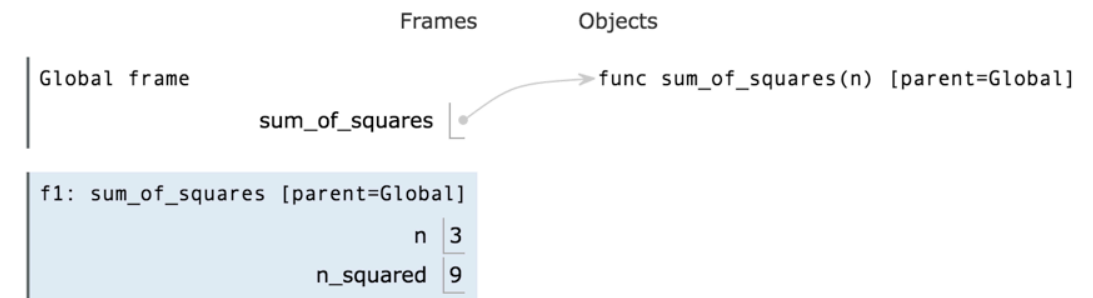 Frames Objects
Global frame func sum_of_squares(n) [parent=Global]
sum_of_squares
f1: sum_of_squares [parent=Global]
n 3
n_squared 9